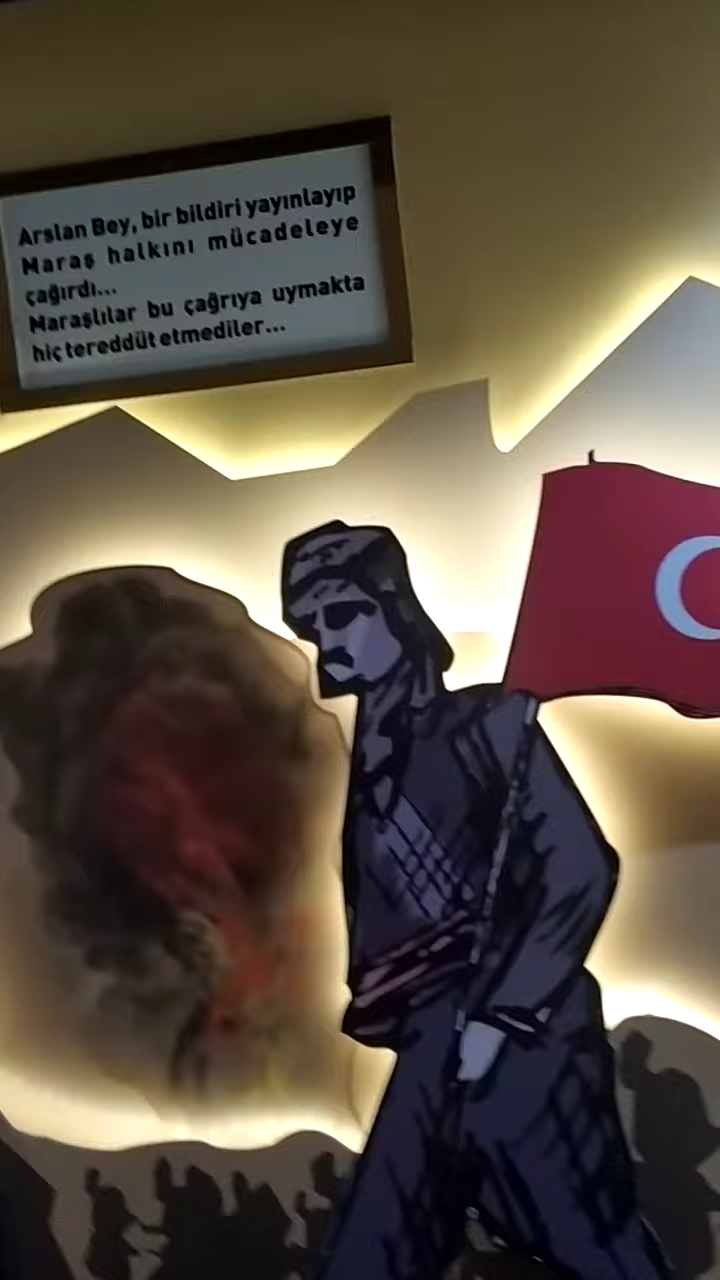 Arslan Bey, bir bildiri yayınlayıp
Maraş halkını mücadeleye
çağırdı...
Maraşlılar bu çağrıya uymakta
hiç tereddüt etmediler...